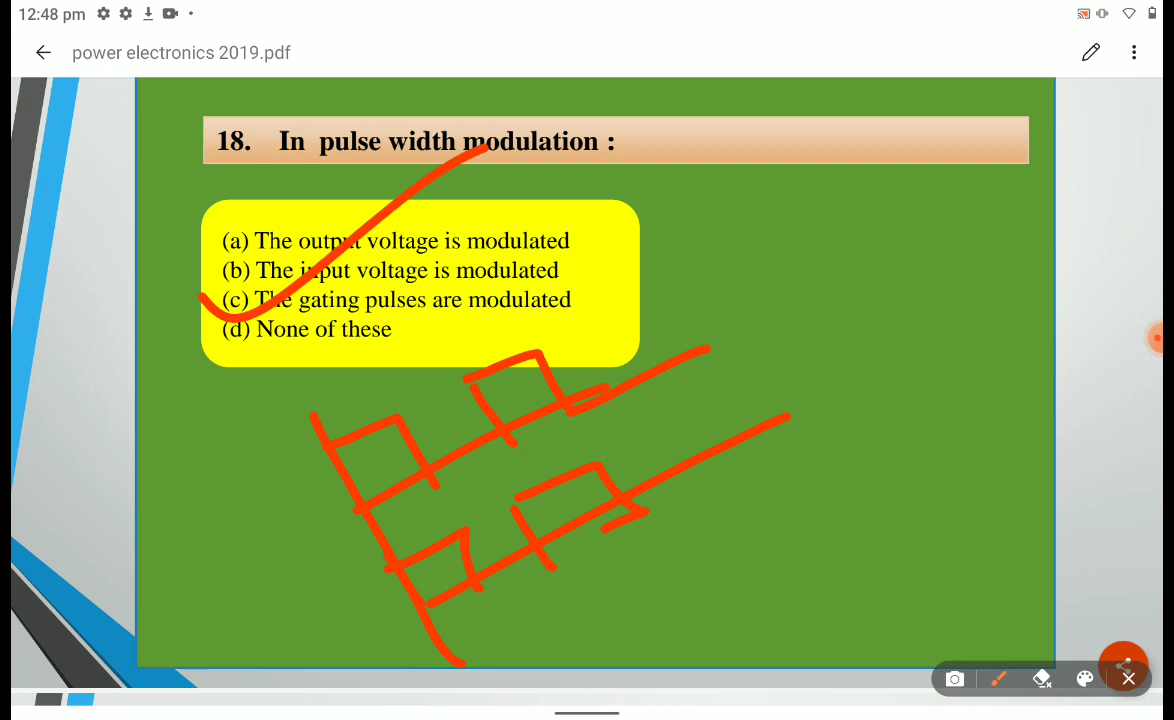 12:48 pm
power electronics 2019.pdf
18. In pulse width modulation :
(a) The output voltage is modulated
(b) The input voltage is modulated
(c) The gating pulses are modulated
(d) None of these